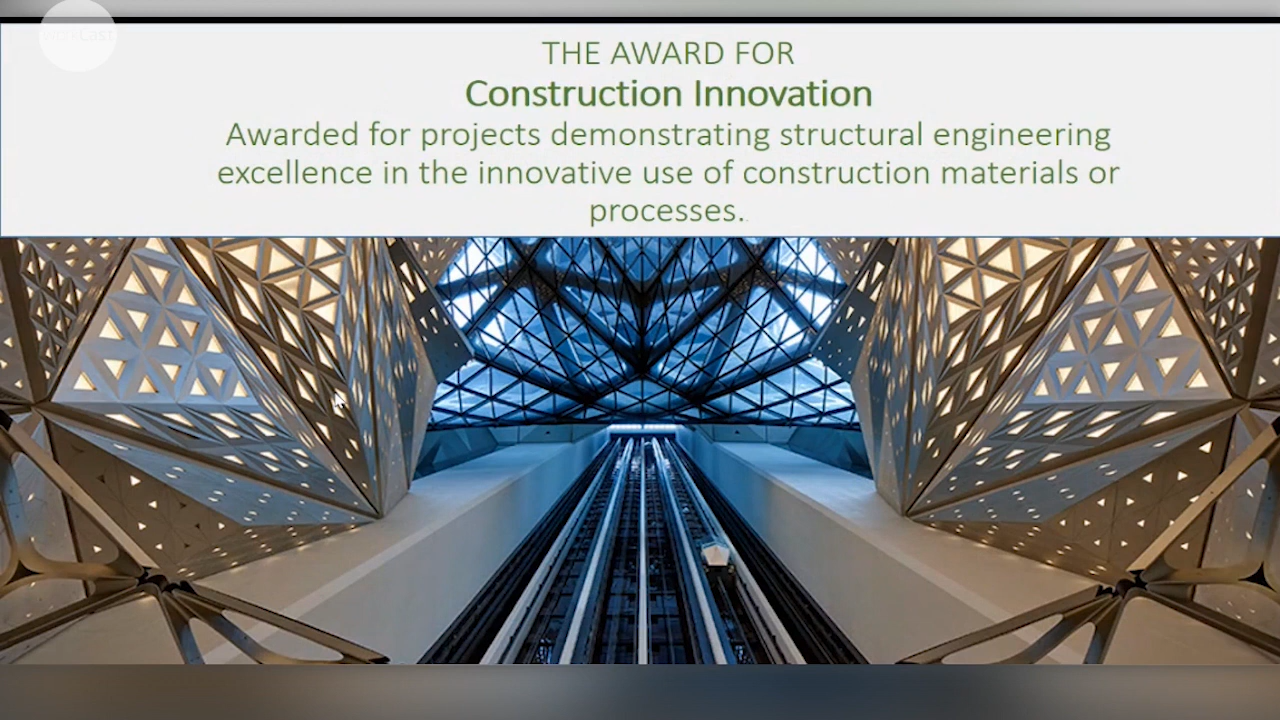 THE AWARD FOR
Construction Innovation
Awarded for projects demonstrating structural engineering
excellence in the innovative use of construction materials or
processes.